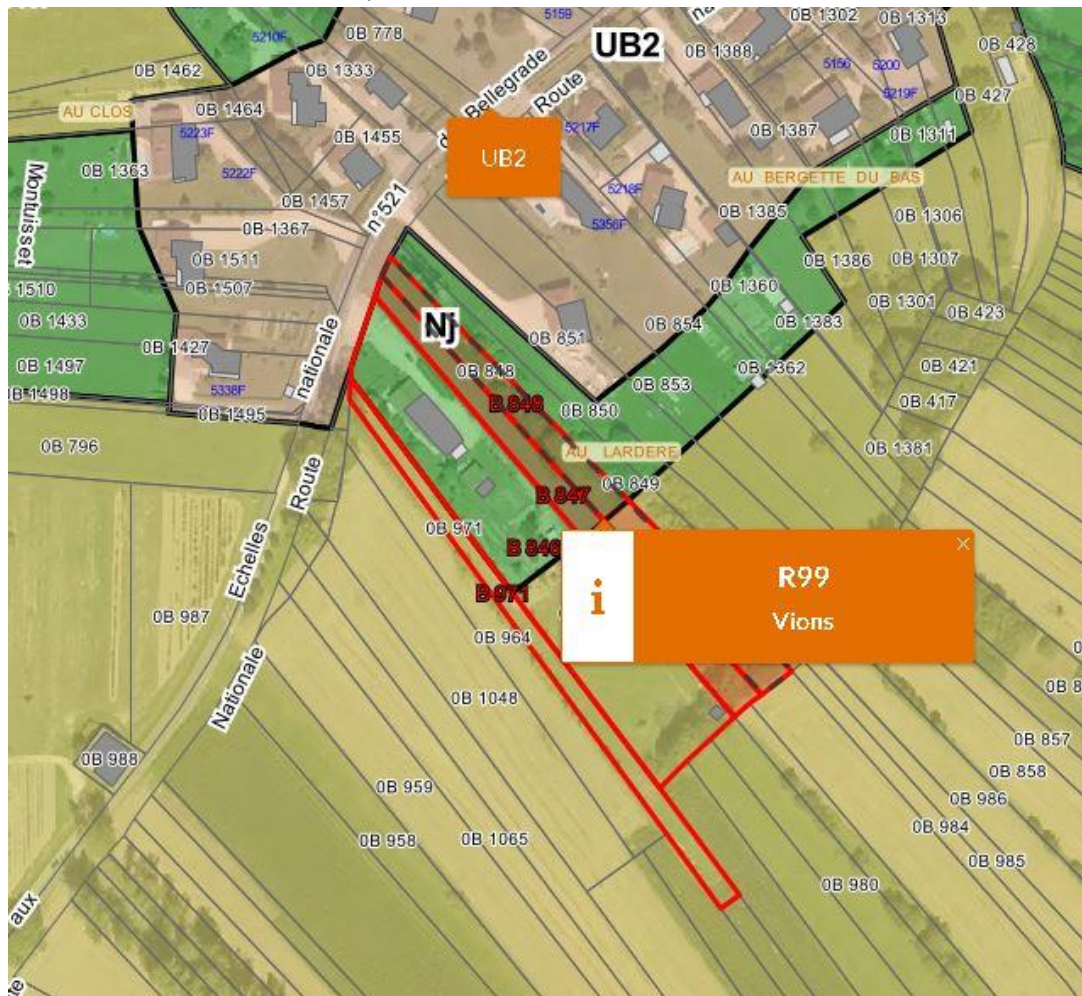 5159
0B 1302
0B 1313
5210F
0B 778
UB2
0B 1388
0B 428
0B 1462
0B 1333
5156
5200
5219F
0B 427
AU CLOS
0B 1464
Bellegrade
Route
5223F
0B 1455
5217F
0B 1387
0B 1311
UB2
0B 1363
5222F
AU BERGETTE DU BAS
Montuisset
0B 1457
n°521
5218F
0B 1385
0B 1306
0B 1367
5356F
0B 1511
0B 1386
0B 1307
1510
0B 1507
0B 1360
0B 1301
0B 423
0B 1433
Nj
0B 854
0B 1383
0B 851
0B 1427
nationale
0B 1497
0B 848
0B 1362
0B 421
5338F
0B 853
0B 1498
B 848
0B 850
0B 417
0B 1495
0B 796
AU LARDERE
0B 1381
Route
0B 849
B 847
0B 971
B 846
Echelles
R99
B 971
i
Vions
0B 987
0B 964
Nationale
0B 1048
0B 857
0B 988
0B 858
0B 959
0B 986
0B 984
0B 958
0B 1065
0B 985
0B 980
aux